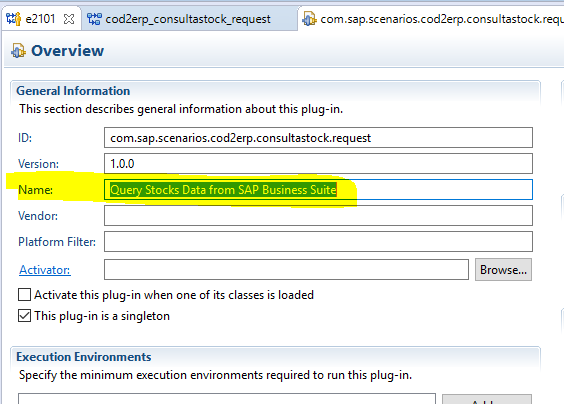 e2101 cod2erp_consultastock_request com.sap.scenarios.cod2erp.consultastock.requ
Overview
General Information
This section describes general information about this plug-in.
ID: com.sap.scenarios.cod2erp.consultastock.request
Version: 1.0.0
Name: Query Stocks Data from SAP Business Suite
Vendor:
Platform Filter:
Activator: Browse...
Activate this plug-in when one of its classes is loaded
This plug-in is a singleton
Execution Environments
Specify the minimum execution environments required to run this plug-in.